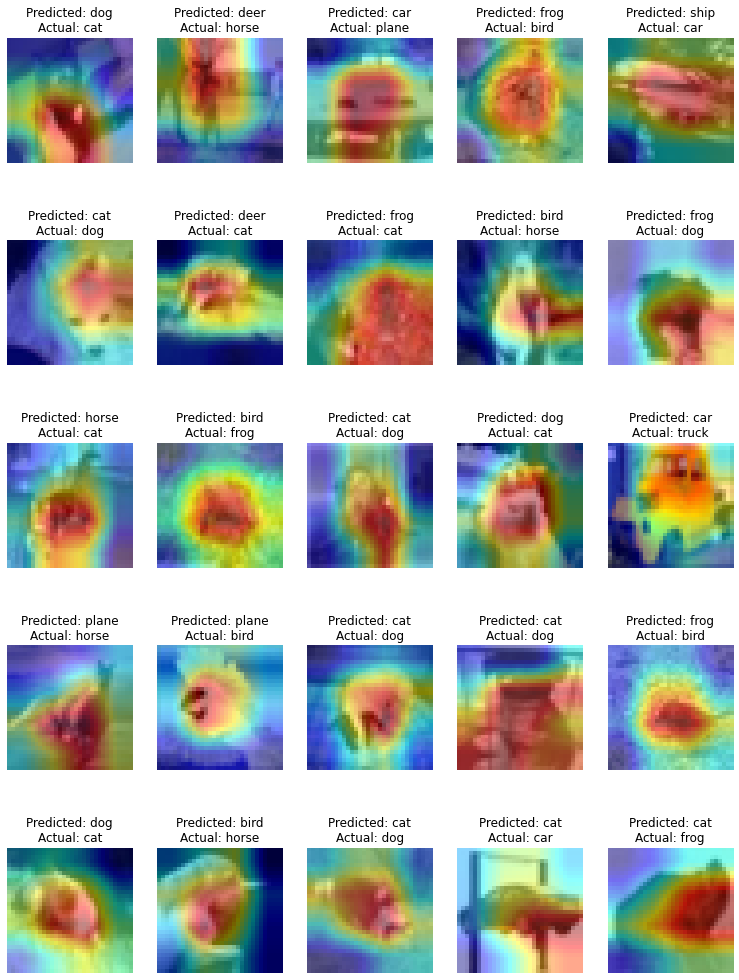 Predicted: dog
Actual: cat
Predicted: deer
Actual: horse
Predicted: car
Actual: plane
Predicted: frog
Actual: bird
Predicted: ship
Actual: car
Predicted: cat
Actual: dog
Predicted: deer
Actual: cat
Predicted: frog
Actual: cat
Predicted: bird
Actual: horse
Predicted: frog
Actual: dog
Predicted: horse
Actual: cat
Predicted: bird
Actual: frog
Predicted: cat
Actual: dog
Predicted: dog
Actual: cat
Predicted: car
Actual: truck
Predicted: plane
Actual: horse
Predicted: plane
Actual: bird
Predicted: cat
Actual: dog
Predicted: cat
Actual: dog
Predicted: frog
Actual: bird
Predicted: dog
Actual: cat
Predicted: bird
Actual: horse
Predicted: cat
Actual: dog
Predicted: cat
Actual: car
Predicted: cat
Actual: frog